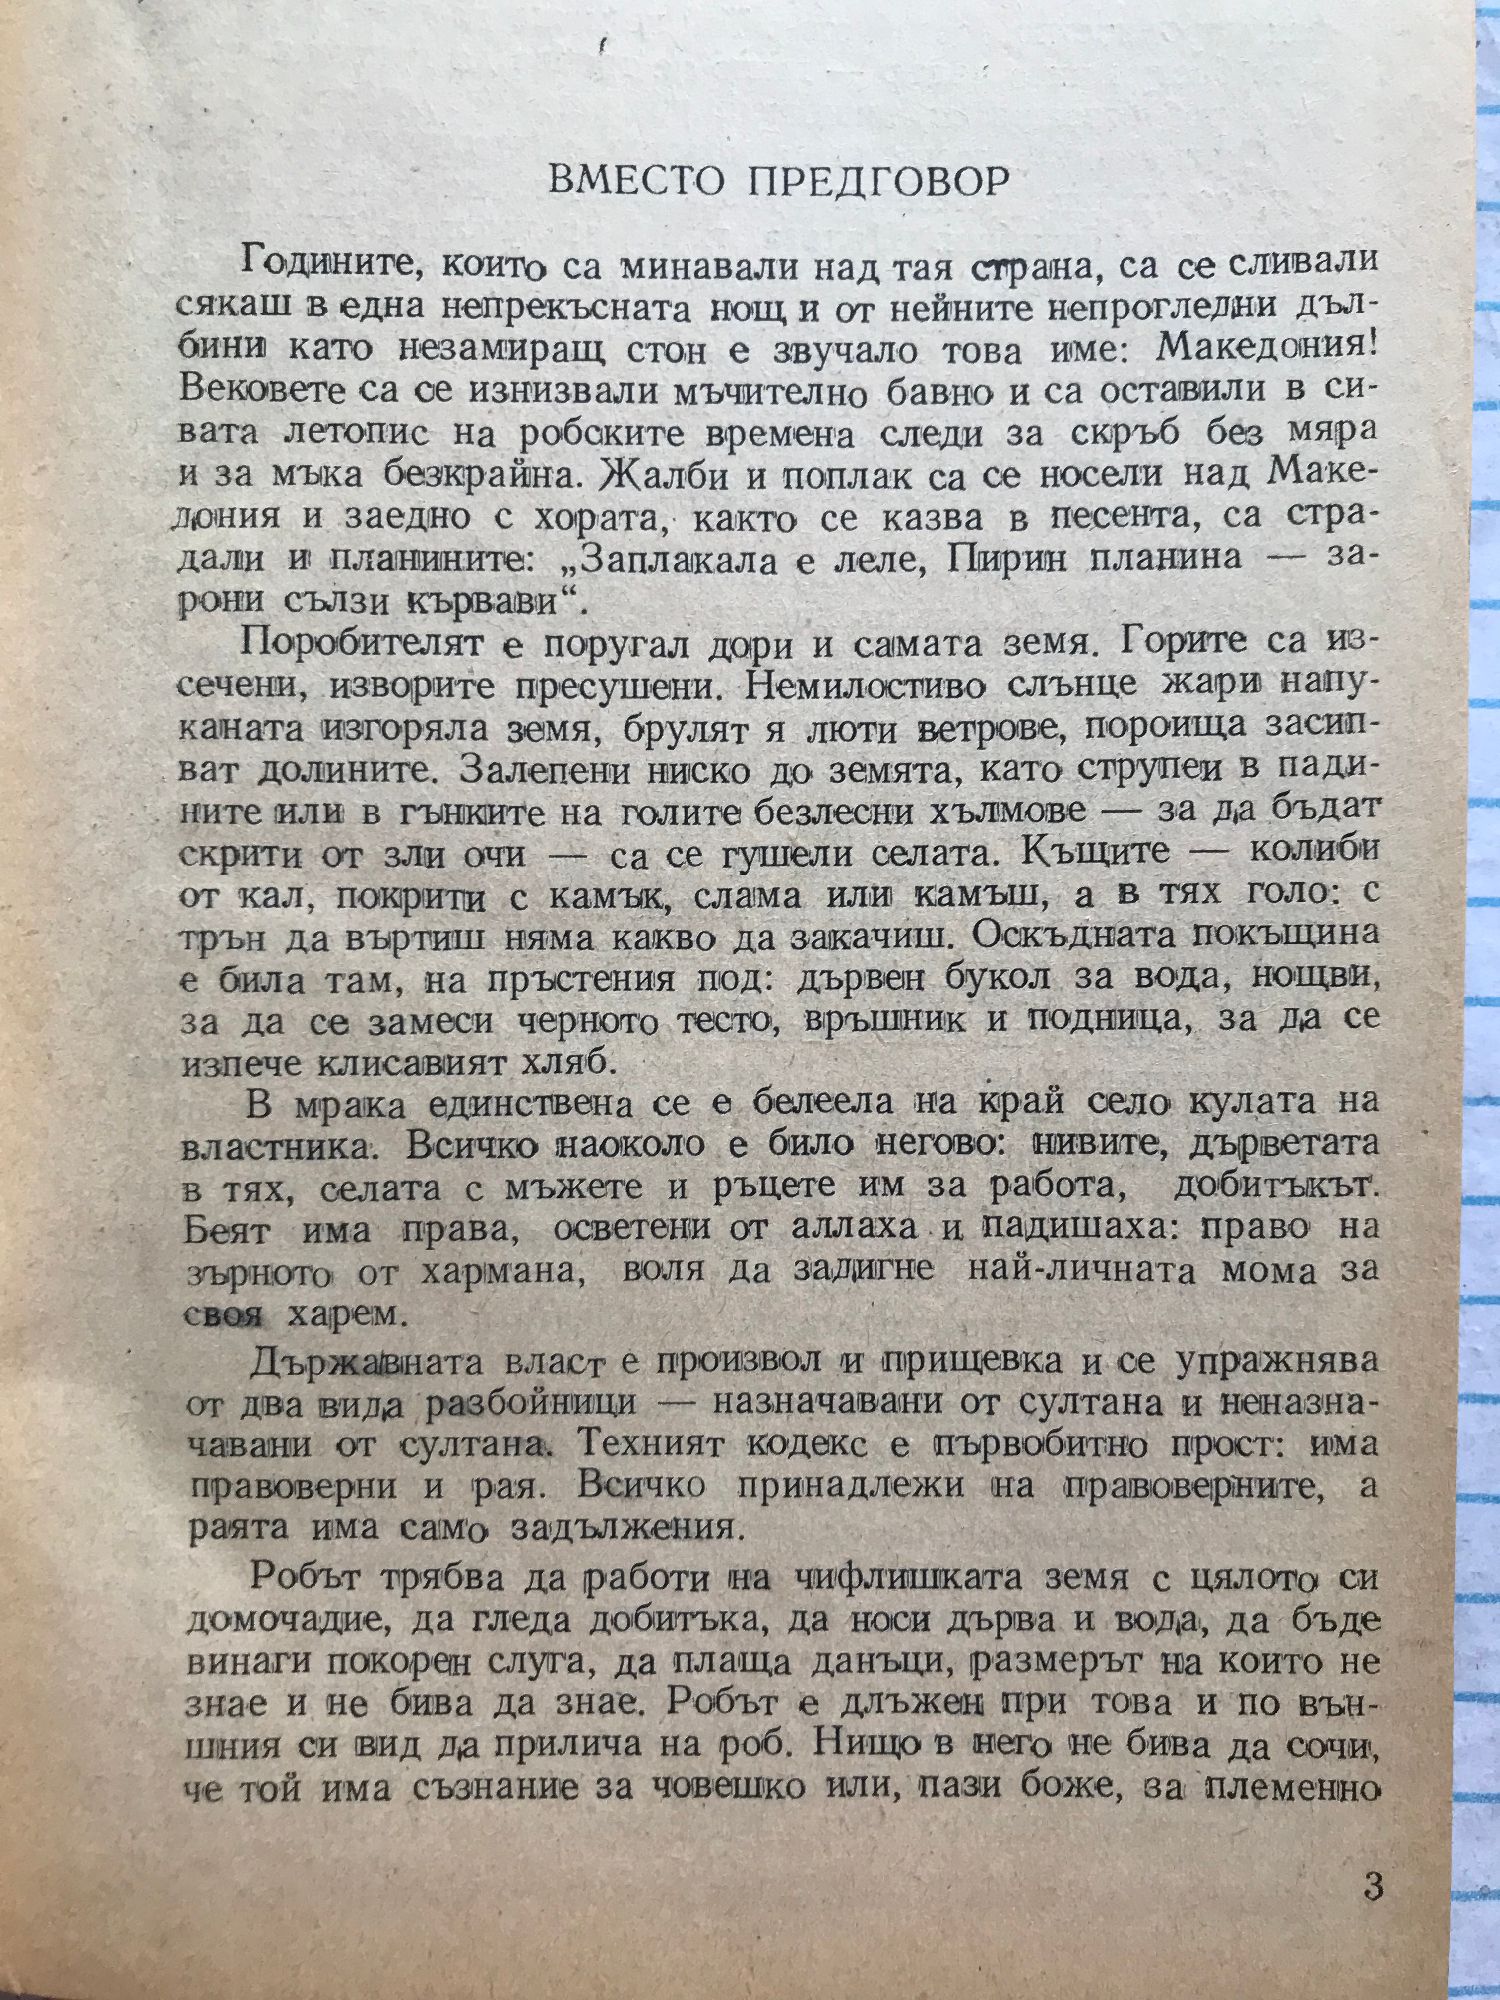 ВМЕСТО ПРЕДГОВОР
Годините, които са минавали над тая страна, са се сливали
сякаш в една непрекъсната нощ и от нейните непрогледни дъл-
бини като незамиращ стон е звучало това име: Македония!
Вековете са се изнизвали мъчително бавно и са оставили в си-
вата летопис на робските времена следи за скръб без мяра
и за мъка безкрайна. Жалби и поплак са се носели над Маке-
дония и заедно с хората, както се казва в песента, са стра-
дали и планините: „Заплакала е леле, Пирин планина — за-
рони сълзи кървави“.
Поробителят е поругал дори и самата земя. Горите са из-
сечени, изворите пресушени. Немилостиво слънце жари напу-
каната изгоряла земя, брулят я люти ветрове, пороища засип-
ват долините. Залепени ниско до земята, като струпеи в пади-
ните или в гънките на голите безлесни хълмове — за да бъдат
скрити от зли очи — са се гушели селата. Къщите — колиби
от кал, покрити с камък, слама или камъш, а в тях голо: с
трън да въртиш няма какво да закачиш. Оскъдната покъщина
е била там, на пръстения под: дървен букол за вода, нощви,
за да се замеси черното тесто, връшник и подница, за да се
изпече клисавият хляб.
В мрака единствена се е белеела на край село кулата на
властника. Всичко наоколо е било негово: нивите, дърветата
в тях, селата с мъжете и ръцете им за работа, добитъкът.
Беят има права, осветени от аллаха и падишаха: право на
зърното от хармана, воля да задигне най-личната мома за
своя харем.
Държавната власт е произвол и прищевка и се упражнява
от два вида разбойници — назначавани от султана и неназна-
чавани от султана. Техният кодекс е първобитно прост: има
правоверни и рая. Всичко принадлежи на правоверните, а
раята има само задължения.
Робът трябва да работи на чифлишката земя с цялото си
домочадие, да гледа добитъка, да носи дърва и вода, да бъде
винаги покорен слуга, да плаща данъци, размерът на които не
знае и не бива да знае. Робът е длъжен при това и по вън-
шния си вид да прилича на роб. Нищо в него не бива да сочи,
че той има съзнание за човешко или, пази боже, за племенно
3